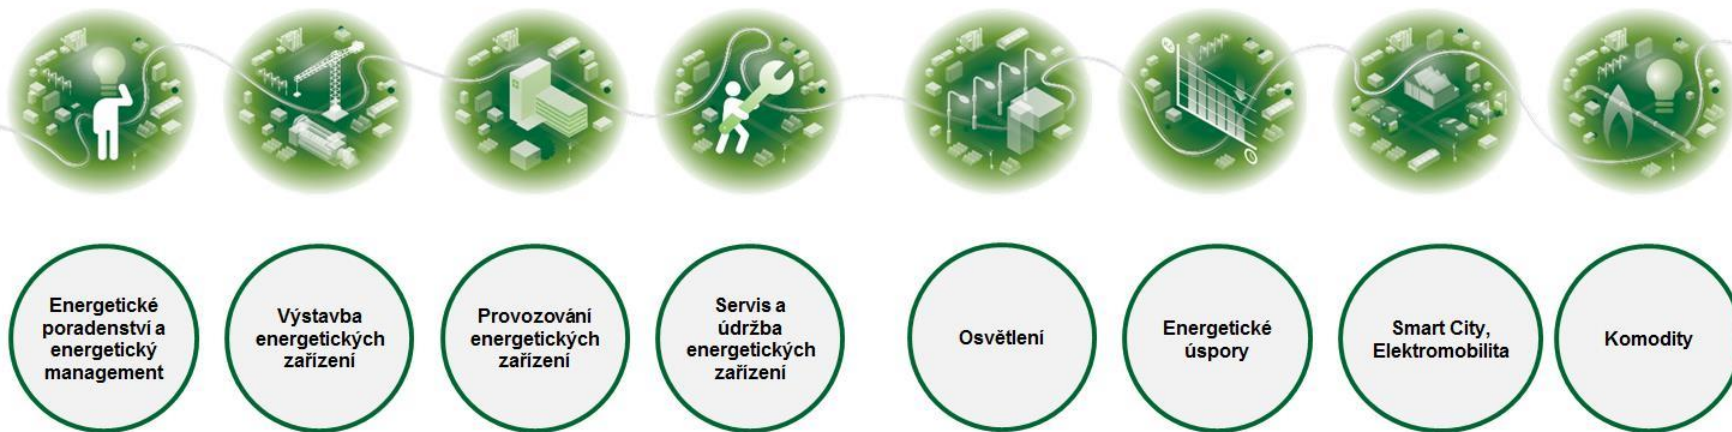 Energetické
poradenství a
energetický
management
Výstavba
energetických
zařízení
Provozování
energetických
zařízení
Servis a
údržba
energetických
zařízení
Osvětlení
Energetické
úspory
Smart City,
Elektromobilita
Komodity